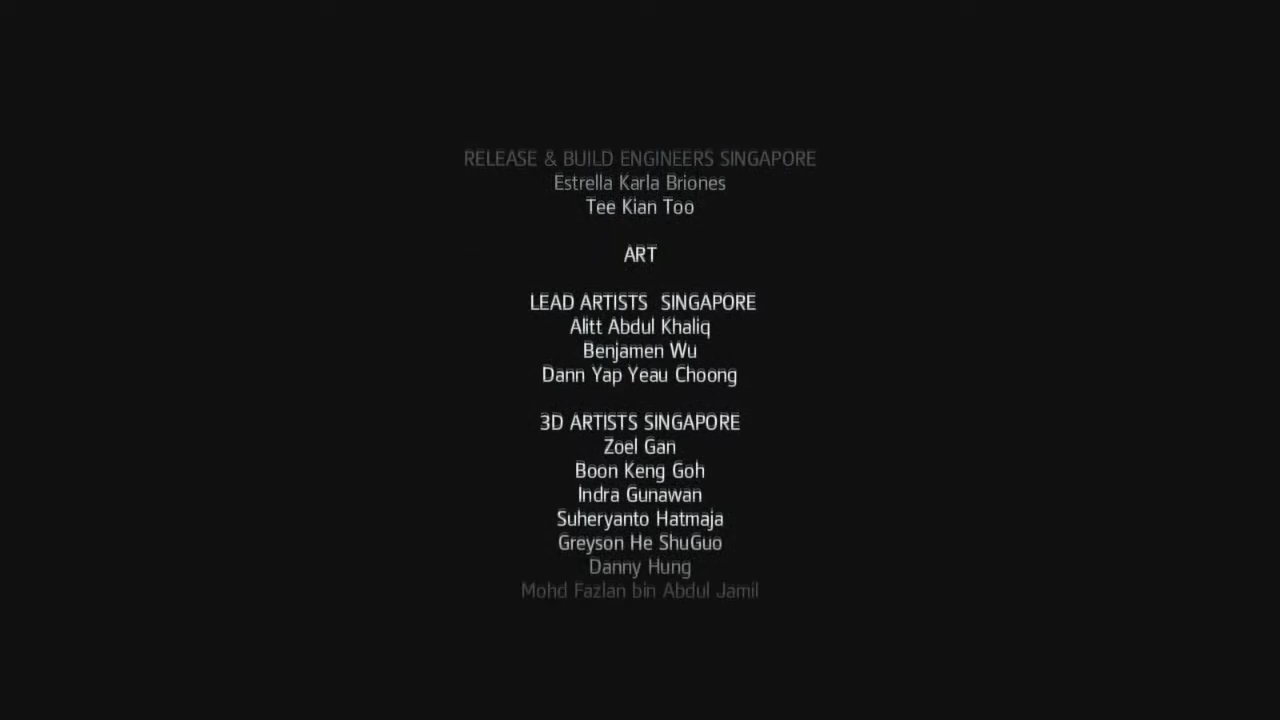 RELEASE & BUILD ENGINEERS SINGAPORE
Estrella Karla Briones
Tee Kian Too
ART
LEAD ARTISTS  SINGAPORE
Alitt Abdul Khaliq
Benjamen Wu
Dann Yap Yeau Choong
3D ARTISTS SINGAPORE
Zoel Gan
Boon Keng Goh
Indra Gunawan
Suheryanto Hatmaja
Greyson He ShuGuo
Danny Hung
Mohd Fazlan bin Abdul Jamil